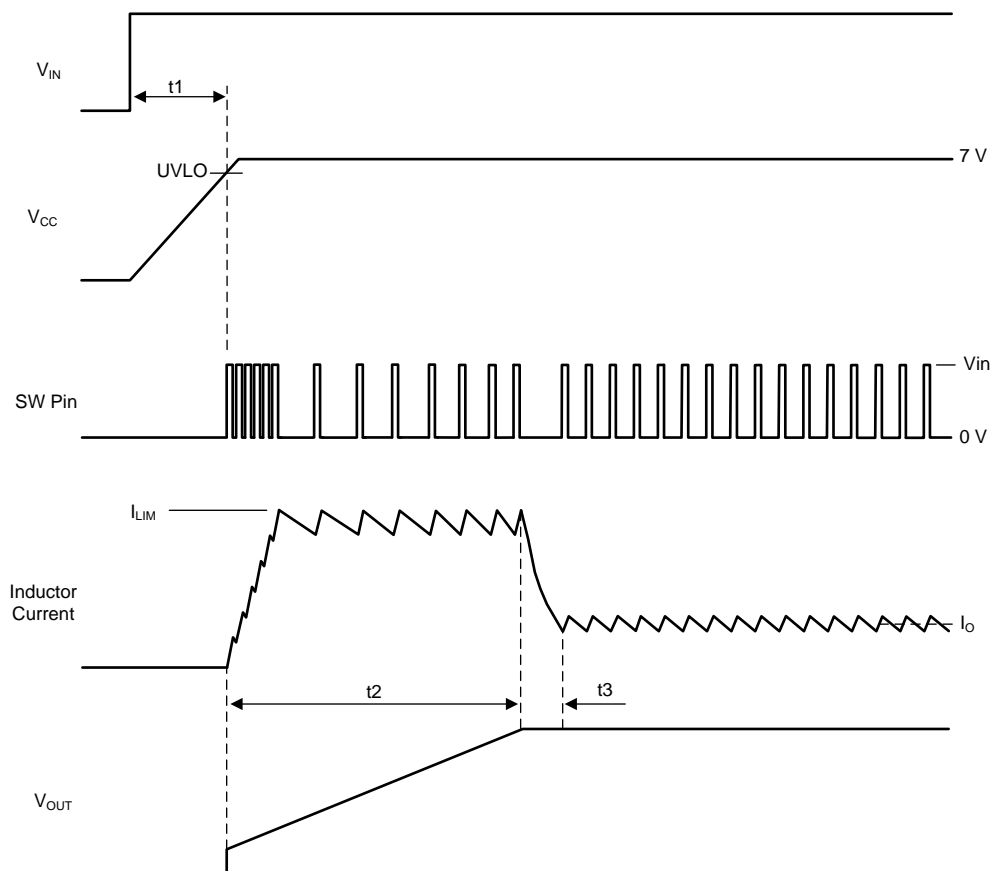 V_IN
t1
7 V
UVLO
V_CC
Vin
SW Pin
0 V
I_LIM
Inductor
Current
I_O
t2
t3
V_OUT